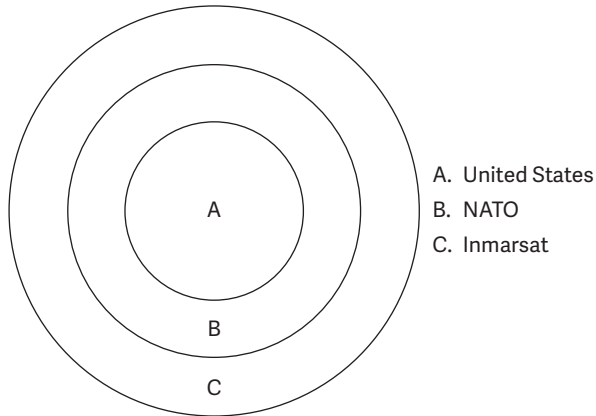 A
B
C
A. United States
B. NATO
C. Inmarsat